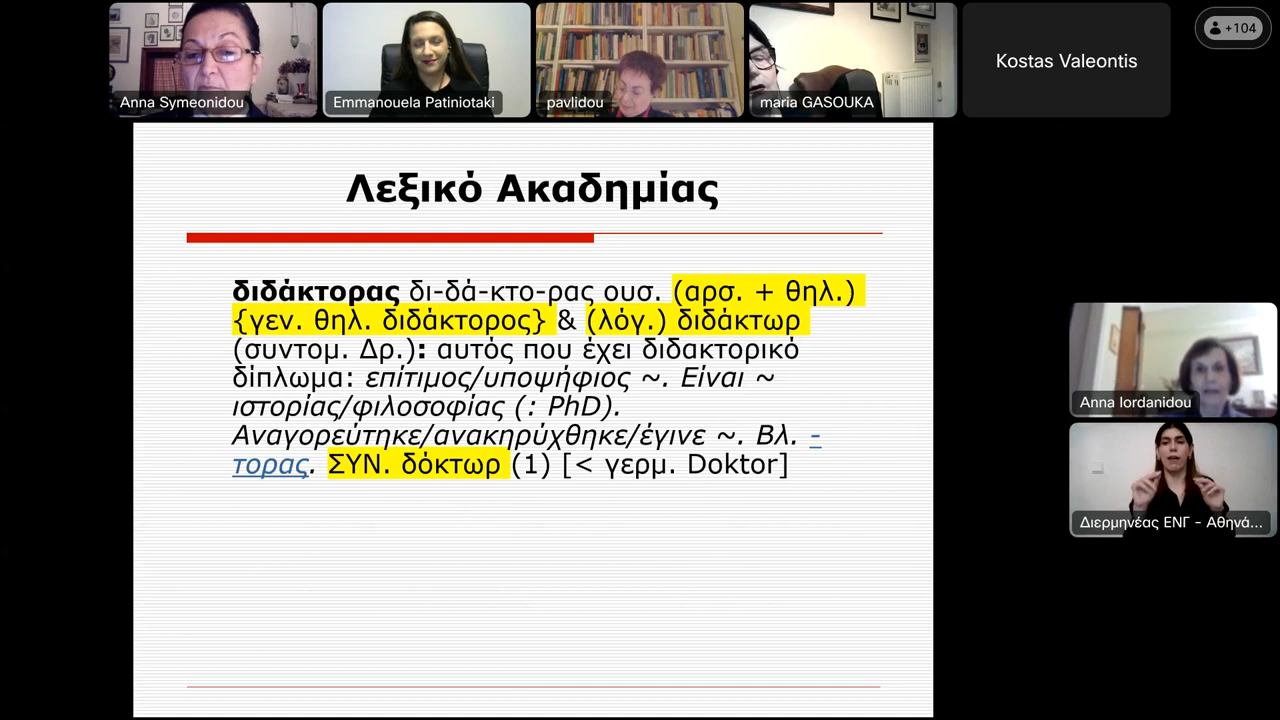 Anna Symeonidou
Emmanouela Patiniotaki
pavlidou
maria GASOUKA
Kostas Valeontis
+104
Λεξικό Ακαδημίας
διδάκτορας δι-δά-κτο-ρας ουσ. (αρσ. + θηλ.)
{γεν. θηλ. διδάκτορος} & (λόγ.) διδάκτωρ
(συντομ. Δρ.): αυτός που έχει διδακτορικό
δίπλωμα: επίτιμος/υποψήφιος ~. Είναι ~
ιστορίας/φιλοσοφίας (: PhD).
Αναγορεύτηκε/ανακηρύχθηκε/έγινε ~. Βλ. -
τορας. ΣΥΝ. δόκτωρ (1) [< γερμ. Doktor]
Anna Iordanidou
Διερμηνέας ΕΝΓ - Αθηνά...